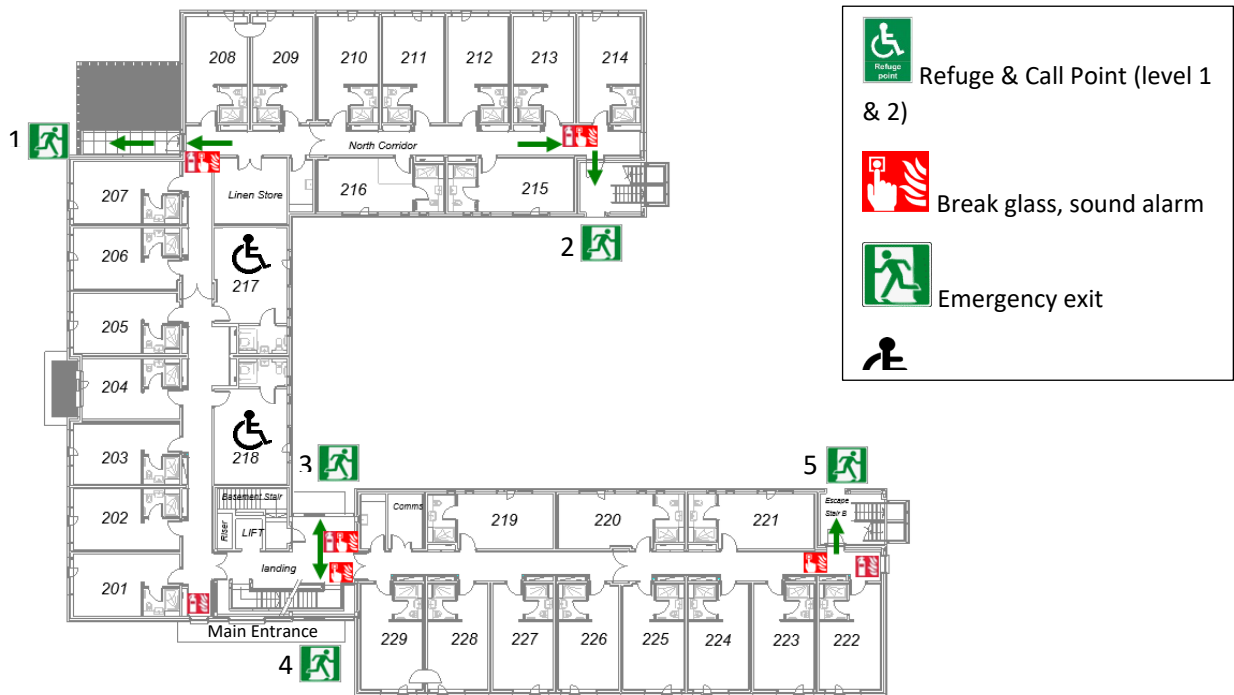 208 209 210 211 212 213 214
1
North Corridor
207
Linen Store
216
215
2
206
217
205
204
218
203
3
5
Basement Stair
202
Riser
LIFT
Comms
219
220
221
Escape
Stair B
landing
201
Main Entrance
4
229 228 227 226 225 224 223 222
Refuge
point
Refuge & Call Point (level 1
& 2)
Break glass, sound alarm
Emergency exit